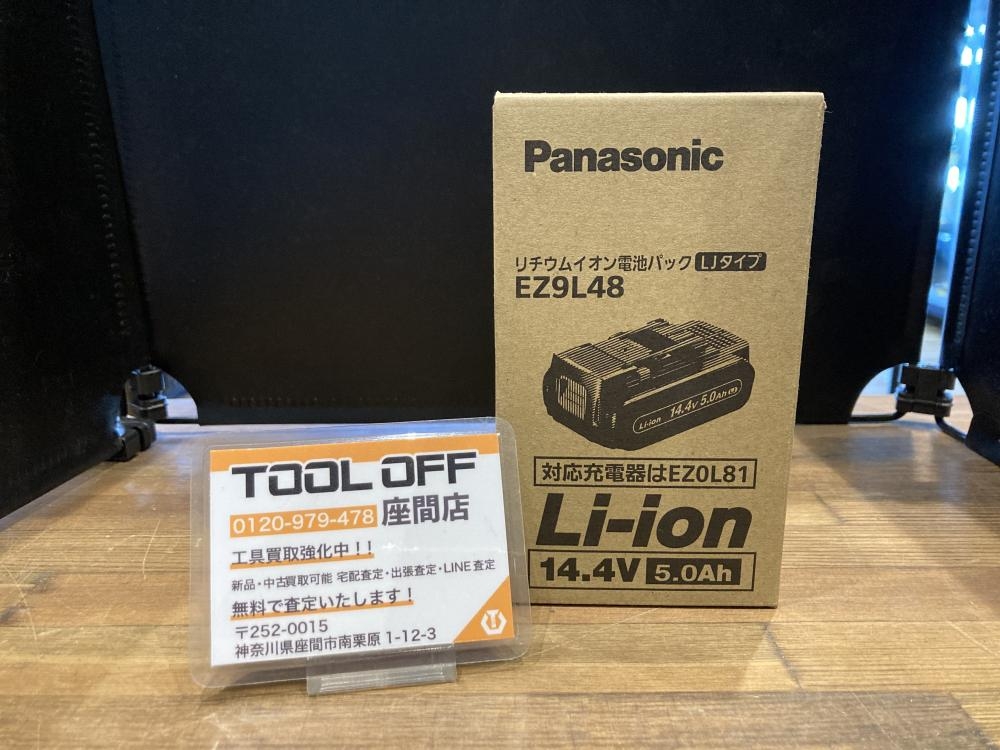 Panasonic
リチウムイオン電池パック LJタイプ
EZ9L48
Li-ion 14.4V 5.0Ah
対応充電器はEZ0L81
Li-ion
14.4V 5.0Ah
TOOL OFF
0120-979-478 座間店
工具買取強化中!!
新品・中古買取可能 宅配査定・出張査定・LINE査定
無料で査定いたします!
〒252-0015
神奈川県座間市南栗原 1-12-3